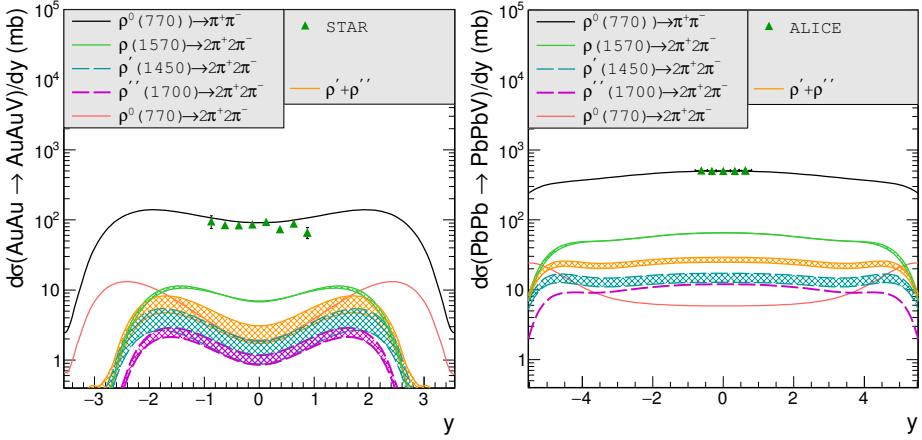 dσ(AuAu → AuAuV)/dy (mb)
10⁵
10⁴
10³
10²
10
1
ρ⁰(770))→π⁺π⁻
ρ(1570)→2π⁺2π⁻
ρ′(1450)→2π⁺2π⁻
ρ′′(1700)→2π⁺2π⁻
ρ⁰(770)→2π⁺2π⁻
STAR
ρ′+ρ′′
−3 −2 −1 0 1 2 3
y
dσ(PbPb → PbPbV)/dy (mb)
10⁵
10⁴
10³
10²
10
1
ρ⁰(770))→π⁺π⁻
ρ(1570)→2π⁺2π⁻
ρ′(1450)→2π⁺2π⁻
ρ′′(1700)→2π⁺2π⁻
ρ⁰(770)→2π⁺2π⁻
ALICE
ρ′+ρ′′
−4 −2 0 2 4
y